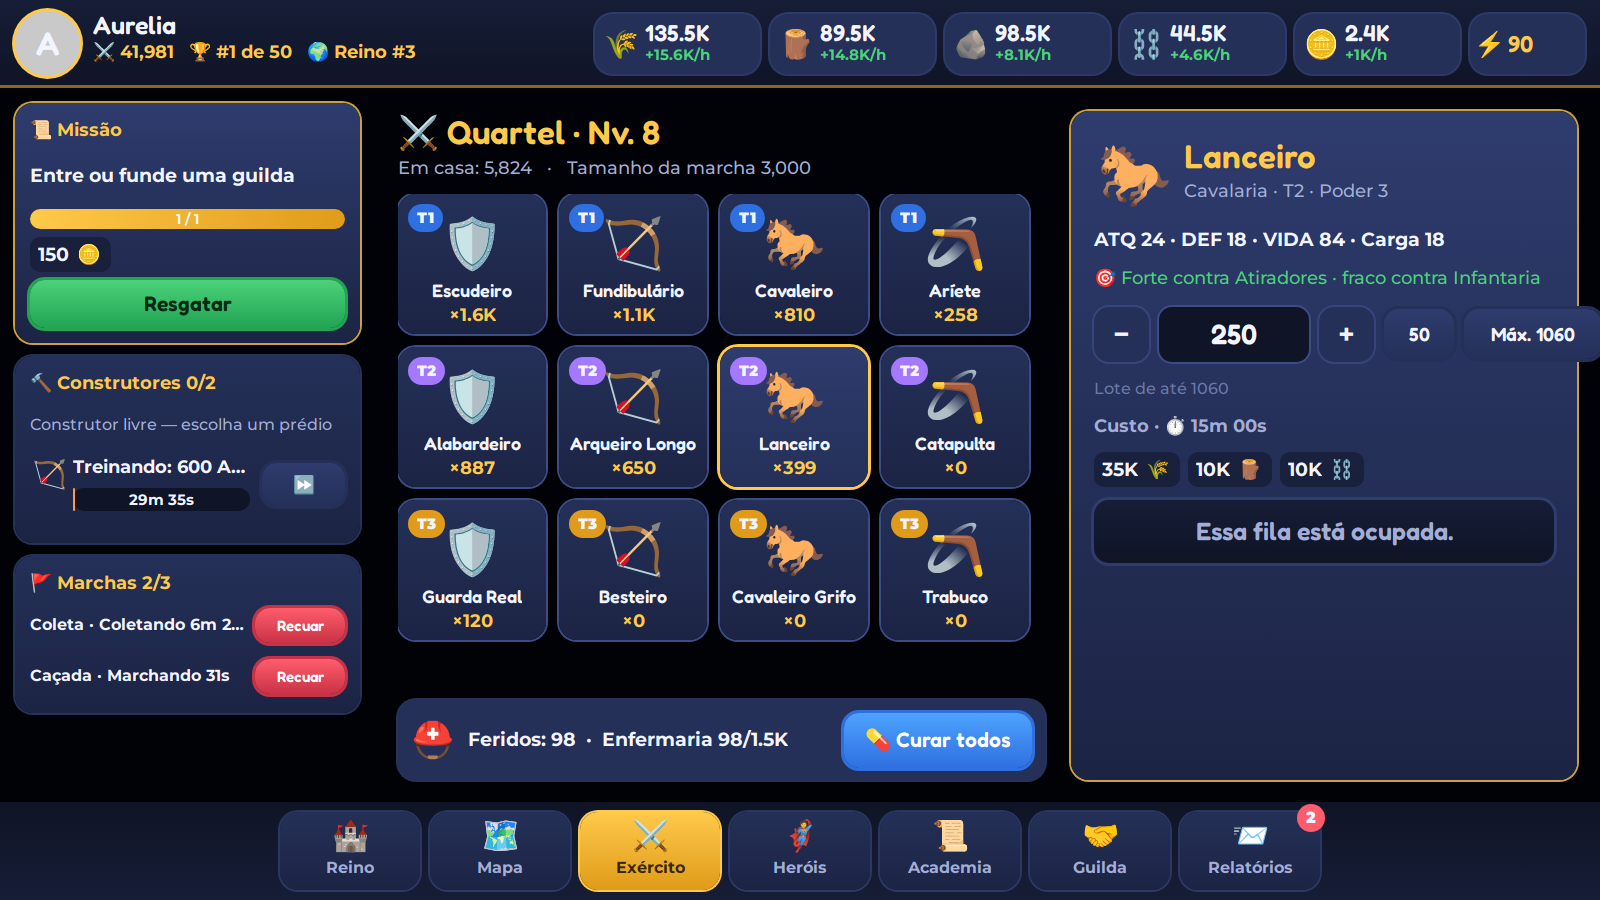 A
Aurelia
41,981 #1 de 50 Reino #3
135.5K
+15.6K/h
89.5K
+14.8K/h
98.5K
+8.1K/h
44.5K
+4.6K/h
2.4K
+1K/h
90
Missão
Entre ou funde uma guilda
1 / 1
150
Resgatar
Construtores 0/2
Construtor livre — escolha um prédio
Treinando: 600 A...
29m 35s
Marchas 2/3
Coleta · Coletando 6m 2...
Recuar
Caçada · Marchando 31s
Recuar
Quartel · Nv. 8
Em casa: 5,824 · Tamanho da marcha 3,000
T1
Escudeiro
×1.6K
T1
Fundibulário
×1.1K
T1
Cavaleiro
×810
T1
Aríete
×258
T2
Alabardeiro
×887
T2
Arqueiro Longo
×650
T2
Lanceiro
×399
T2
Catapulta
×0
T3
Guarda Real
×120
T3
Besteiro
×0
T3
Cavaleiro Grifo
×0
T3
Trabuco
×0
Feridos: 98 · Enfermaria 98/1.5K
Curar todos
Lanceiro
Cavalaria · T2 · Poder 3
ATQ 24 · DEF 18 · VIDA 84 · Carga 18
Forte contra Atiradores · fraco contra Infantaria
− 250 + 50 Máx. 1060
Lote de até 1060
Custo · 15m 00s
35K 10K 10K
Essa fila está ocupada.
Reino
Mapa
Exército
Heróis
Academia
Guilda
Relatórios
2